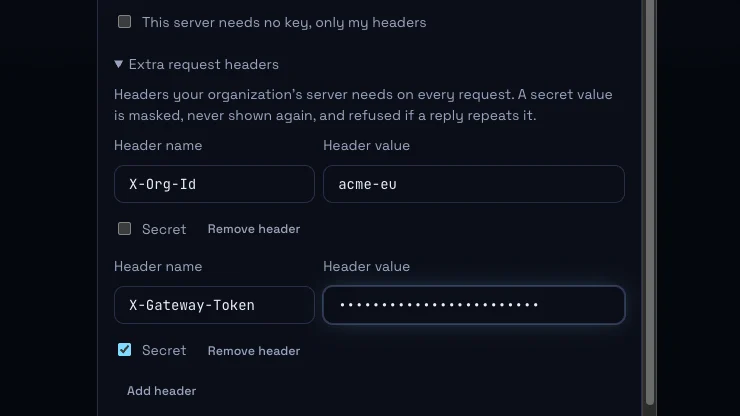 This server needs no key, only my headers
▼ Extra request headers
Headers your organization's server needs on every request. A secret value
is masked, never shown again, and refused if a reply repeats it.
Header name Header value
X-Org-Id acme-eu
Secret Remove header
Header name Header value
X-Gateway-Token ••••••••••••••••••••••••
Secret Remove header
Add header